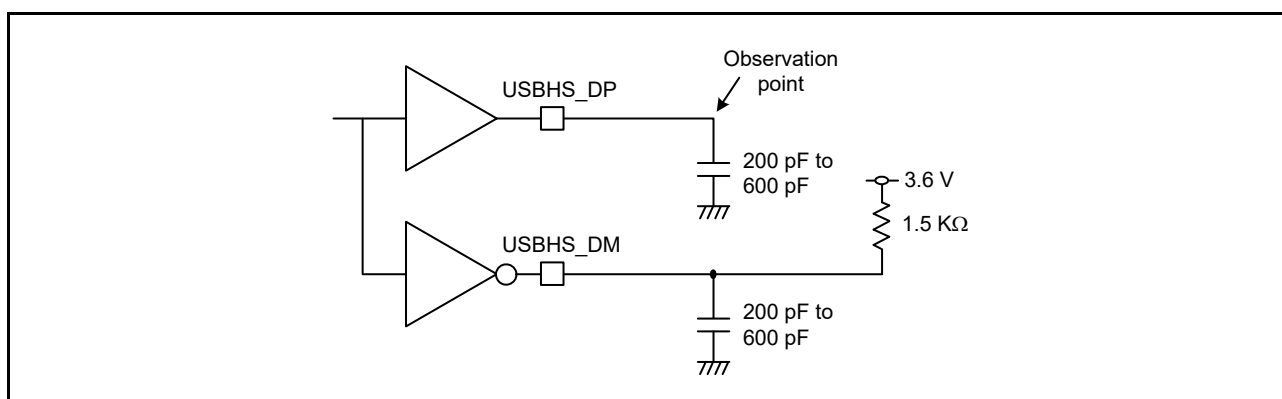 Observation
point
USBHS_DP
200 pF to
600 pF
3.6 V
1.5 KΩ
USBHS_DM
200 pF to
600 pF